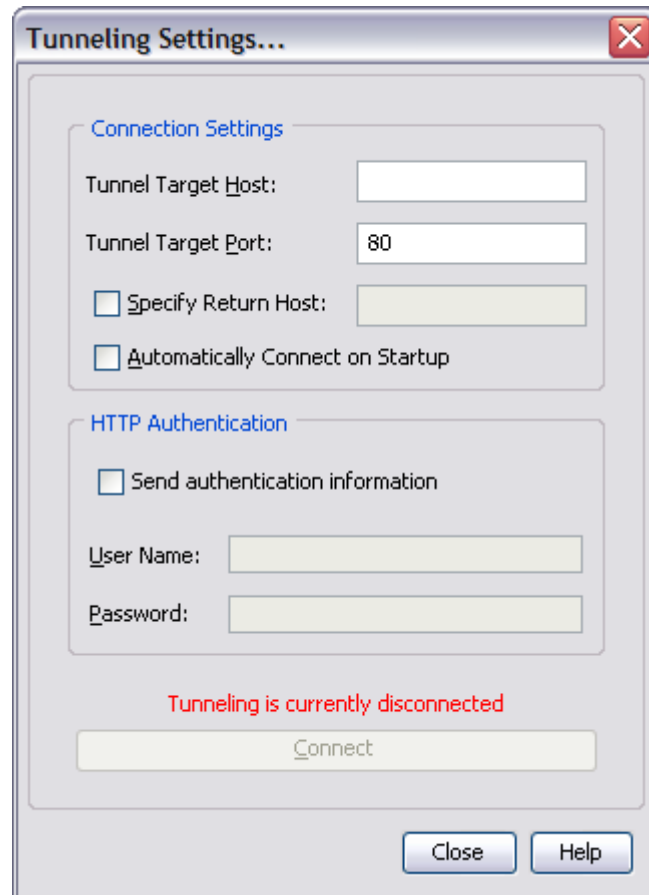 Tunneling Settings...
Connection Settings
Tunnel Target Host:
Tunnel Target Port: 80
Specify Return Host:
Automatically Connect on Startup
HTTP Authentication
Send authentication information
User Name:
Password:
Tunneling is currently disconnected
Connect
Close Help